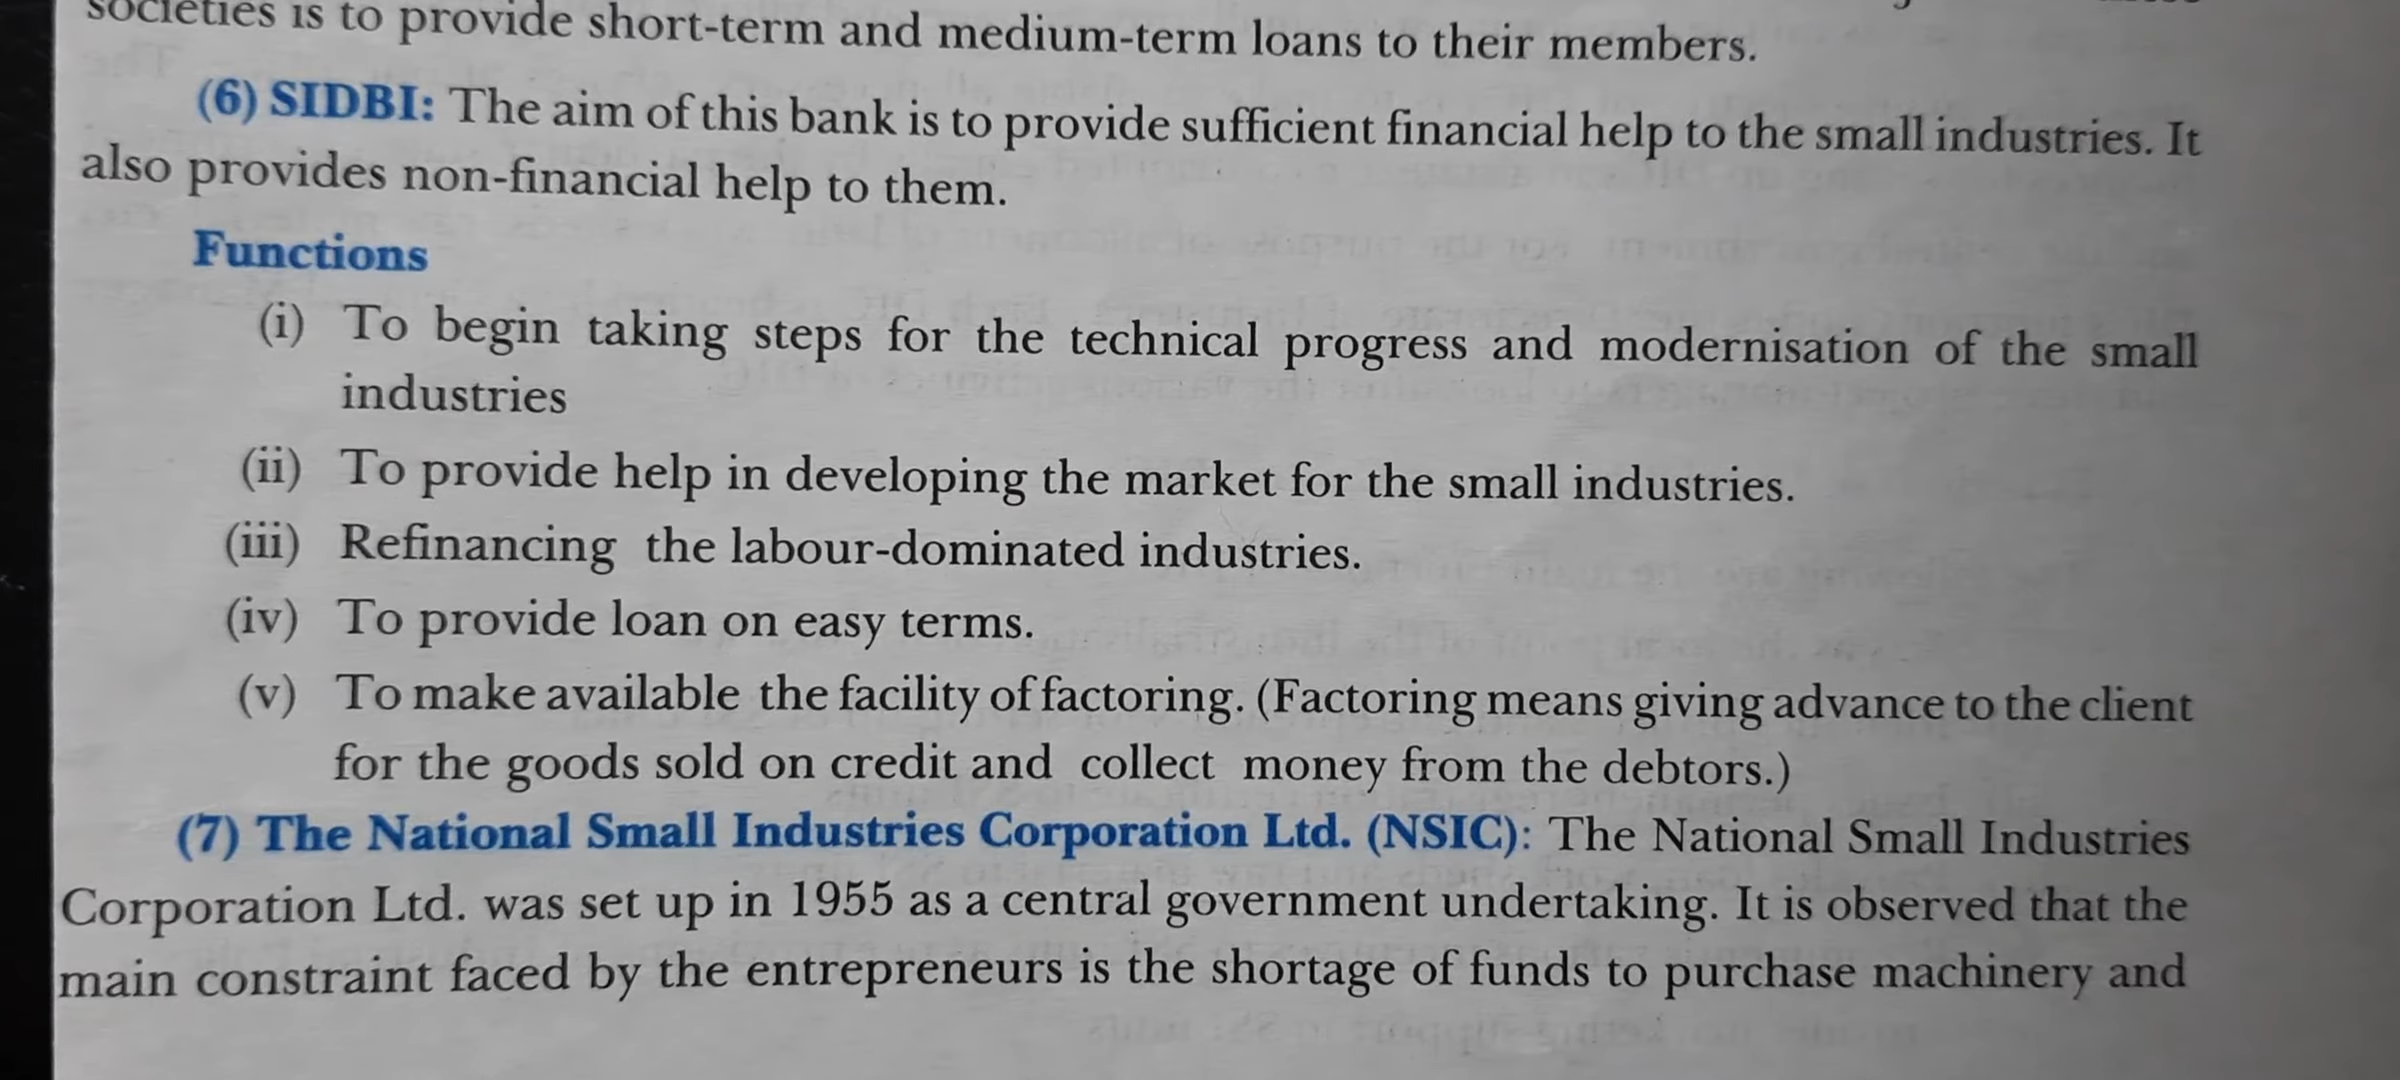 societies is to provide short-term and medium-term loans to their members.
(6) SIDBI: The aim of this bank is to provide sufficient financial help to the small industries. It
also provides non-financial help to them.
Functions
(i) To begin taking steps for the technical progress and modernisation of the small
industries
(ii) To provide help in developing the market for the small industries.
(iii) Refinancing the labour-dominated industries.
(iv) To provide loan on easy terms.
(v) To make available the facility of factoring. (Factoring means giving advance to the client
for the goods sold on credit and collect money from the debtors.)
(7) The National Small Industries Corporation Ltd. (NSIC): The National Small Industries
Corporation Ltd. was set up in 1955 as a central government undertaking. It is observed that the
main constraint faced by the entrepreneurs is the shortage of funds to purchase machinery and